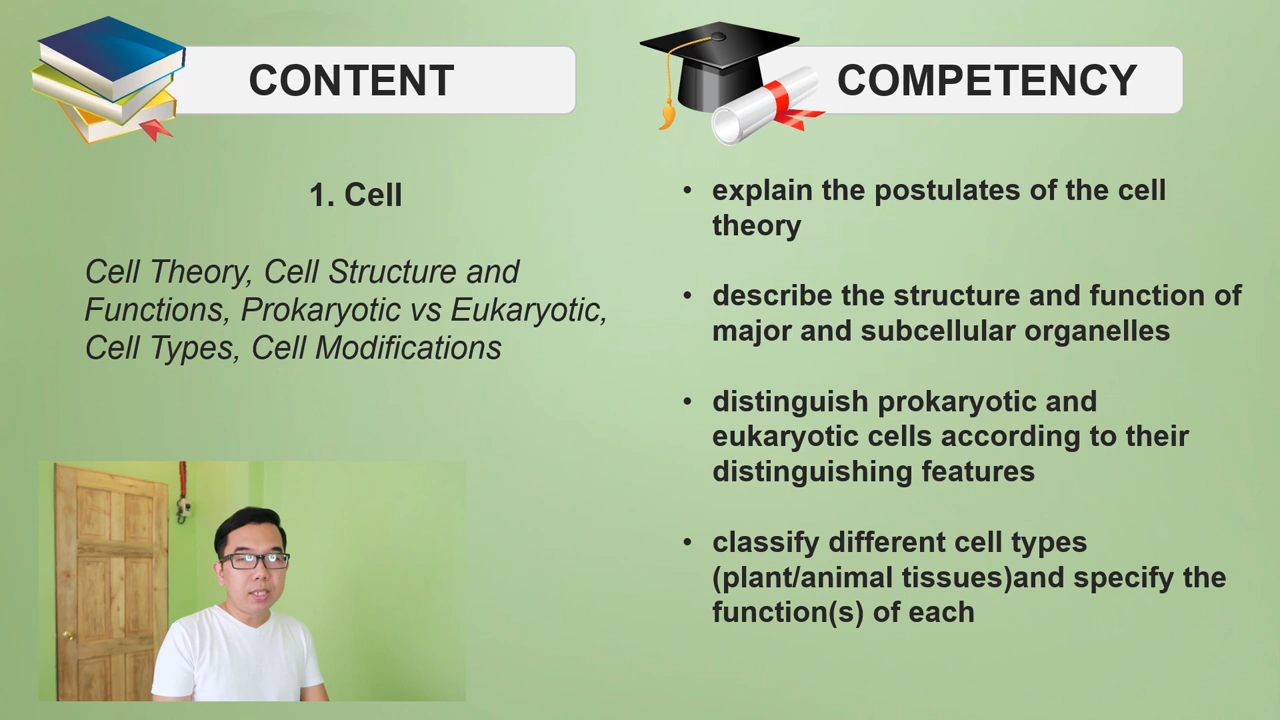 CONTENT
1. Cell
Cell Theory, Cell Structure and
Functions, Prokaryotic vs Eukaryotic,
Cell Types, Cell Modifications
COMPETENCY
• explain the postulates of the cell
theory
• describe the structure and function of
major and subcellular organelles
• distinguish prokaryotic and
eukaryotic cells according to their
distinguishing features
• classify different cell types
(plant/animal tissues)and specify the
function(s) of each